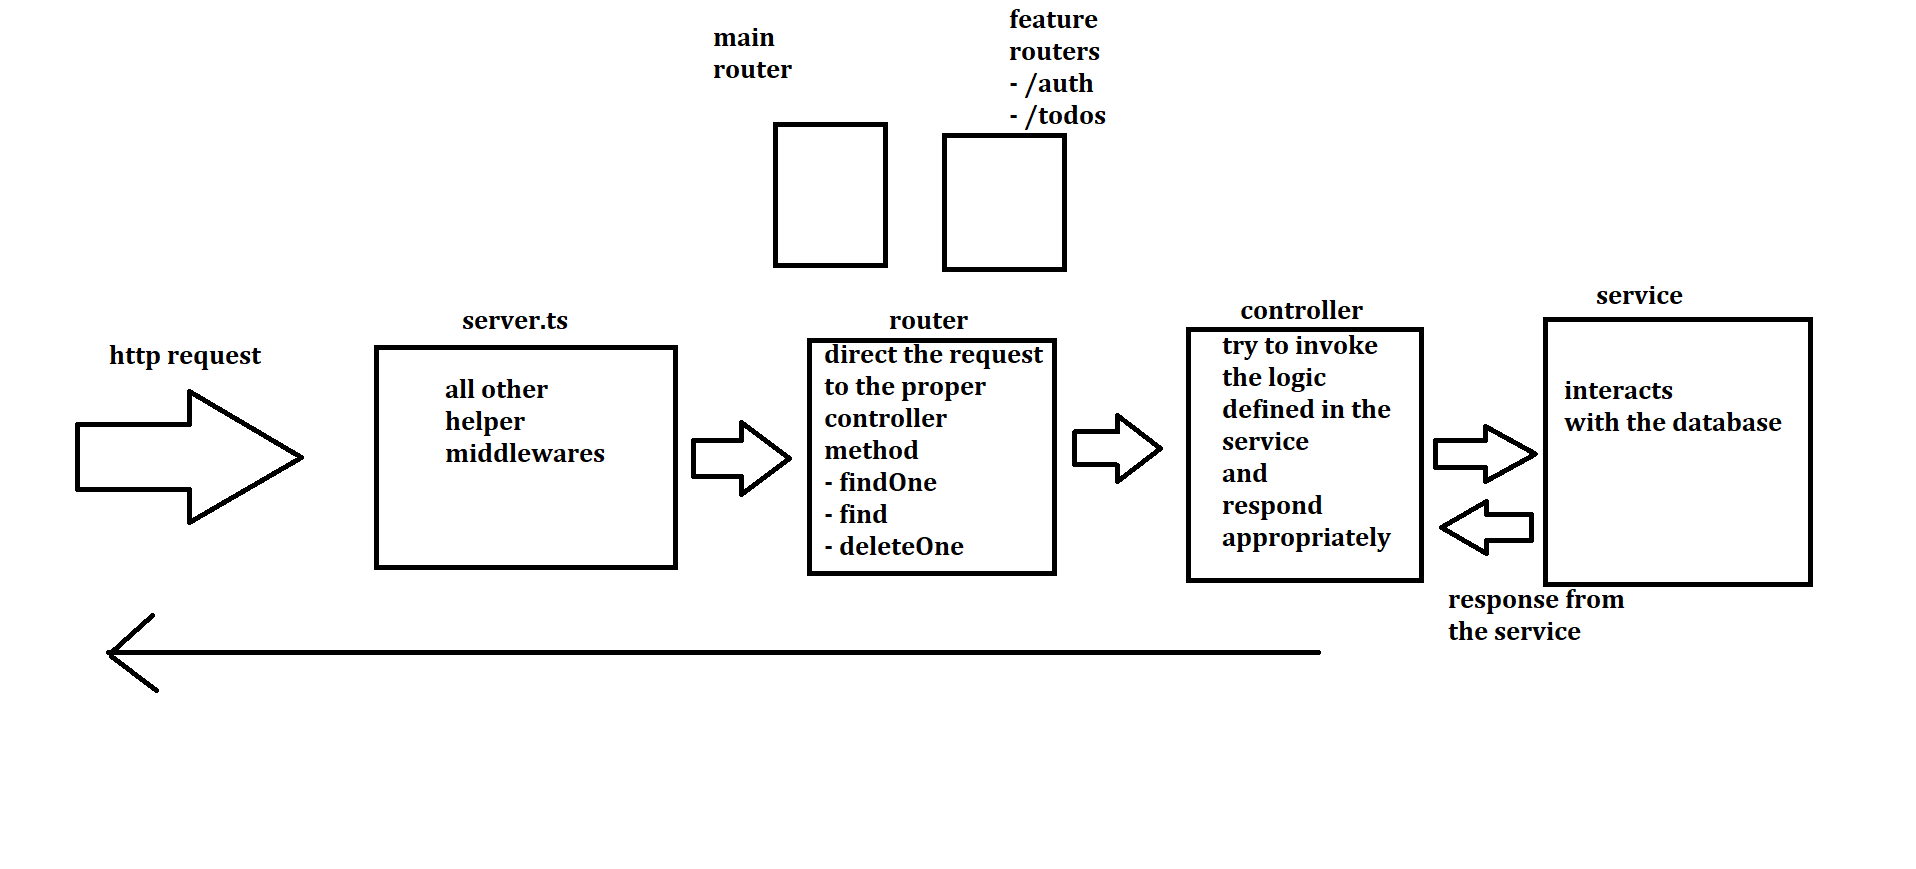 main
router
feature
routers
- /auth
- /todos
http request
server.ts
all other
helper
middlewares
router
direct the request
to the proper
controller
method
- findOne
- find
- deleteOne
controller
try to invoke
the logic
defined in the
service
and
respond
appropriately
service
interacts
with the database
response from
the service